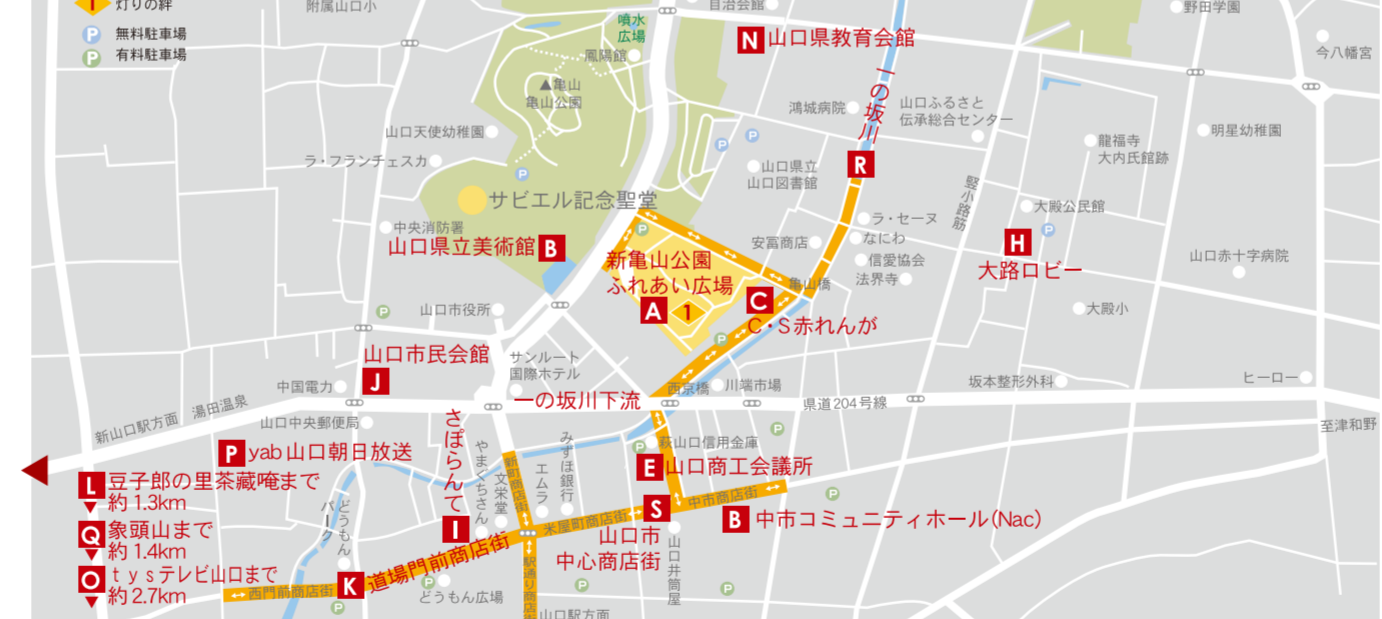 1 灯りの絆
P 無料駐車場
P 有料駐車場
附属山口小
噴水
広場
自治会館
野田学園
N 山口県教育会館
今八幡宮
鳳陽館
▲亀山
亀山公園
一の坂川
鴻城病院
山口ふるさと
伝承総合センター
山口天使幼稚園
明星幼稚園
龍福寺
大内氏館跡
ラ・フランチェスカ
山口県立
山口図書館
R
竪小路筋
サビエル記念聖堂
大殿公民館
中央消防署
ラ・セーヌ
山口県立美術館 B
安冨商店
なにわ
H
大路ロビー
新亀山公園
ふれあい広場
A
1
信愛協会
法界寺
山口赤十字病院
亀山橋
C
C・S赤れんが
山口市役所
大殿小
山口市民会館
J
サンルート
国際ホテル
中国電力
西京橋
川端市場
坂本整形外科
ヒーロー
一の坂川下流
県道204号線
新山口駅方面 湯田温泉
山口中央郵便局
至津和野
さぽらんて
I
やまぐちさん
文栄堂
新町商店街
エムラ
みずほ銀行
萩山口信用金庫
P yab山口朝日放送
E 山口商工会議所
L 豆子郎の里茶藏唵まで
約1.3km
パーク
どうもん
中市商店街
S
山口市
中心商店街
米屋町商店街
B 中市コミュニティホール(Nac)
Q 象頭山まで
約1.4km
山口井筒屋
O tysテレビ山口まで
約2.7km
西門前商店街
K 道場門前商店街
どうもん広場
駅通り商店街
山口駅方面